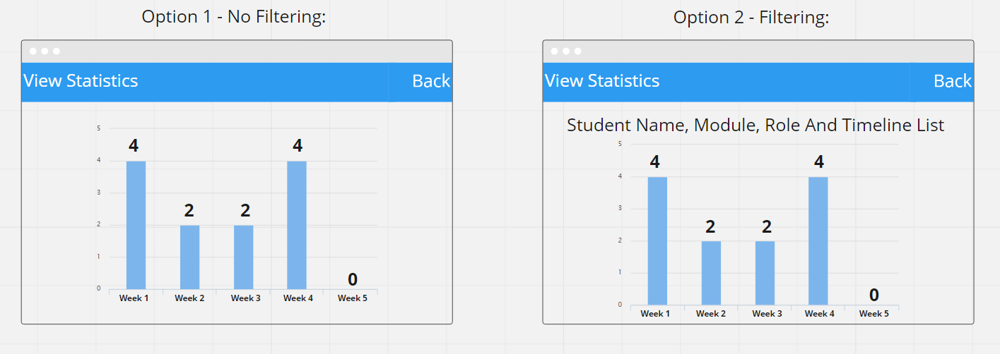 Option 1 - No Filtering:
View Statistics
Back
5
4
3
2
1
0
4
2
2
4
0
Week 1
Week 2
Week 3
Week 4
Week 5
Option 2 - Filtering:
View Statistics
Back
Student Name, Module, Role And Timeline List
5
4
3
2
1
0
4
2
2
4
0
Week 1
Week 2
Week 3
Week 4
Week 5